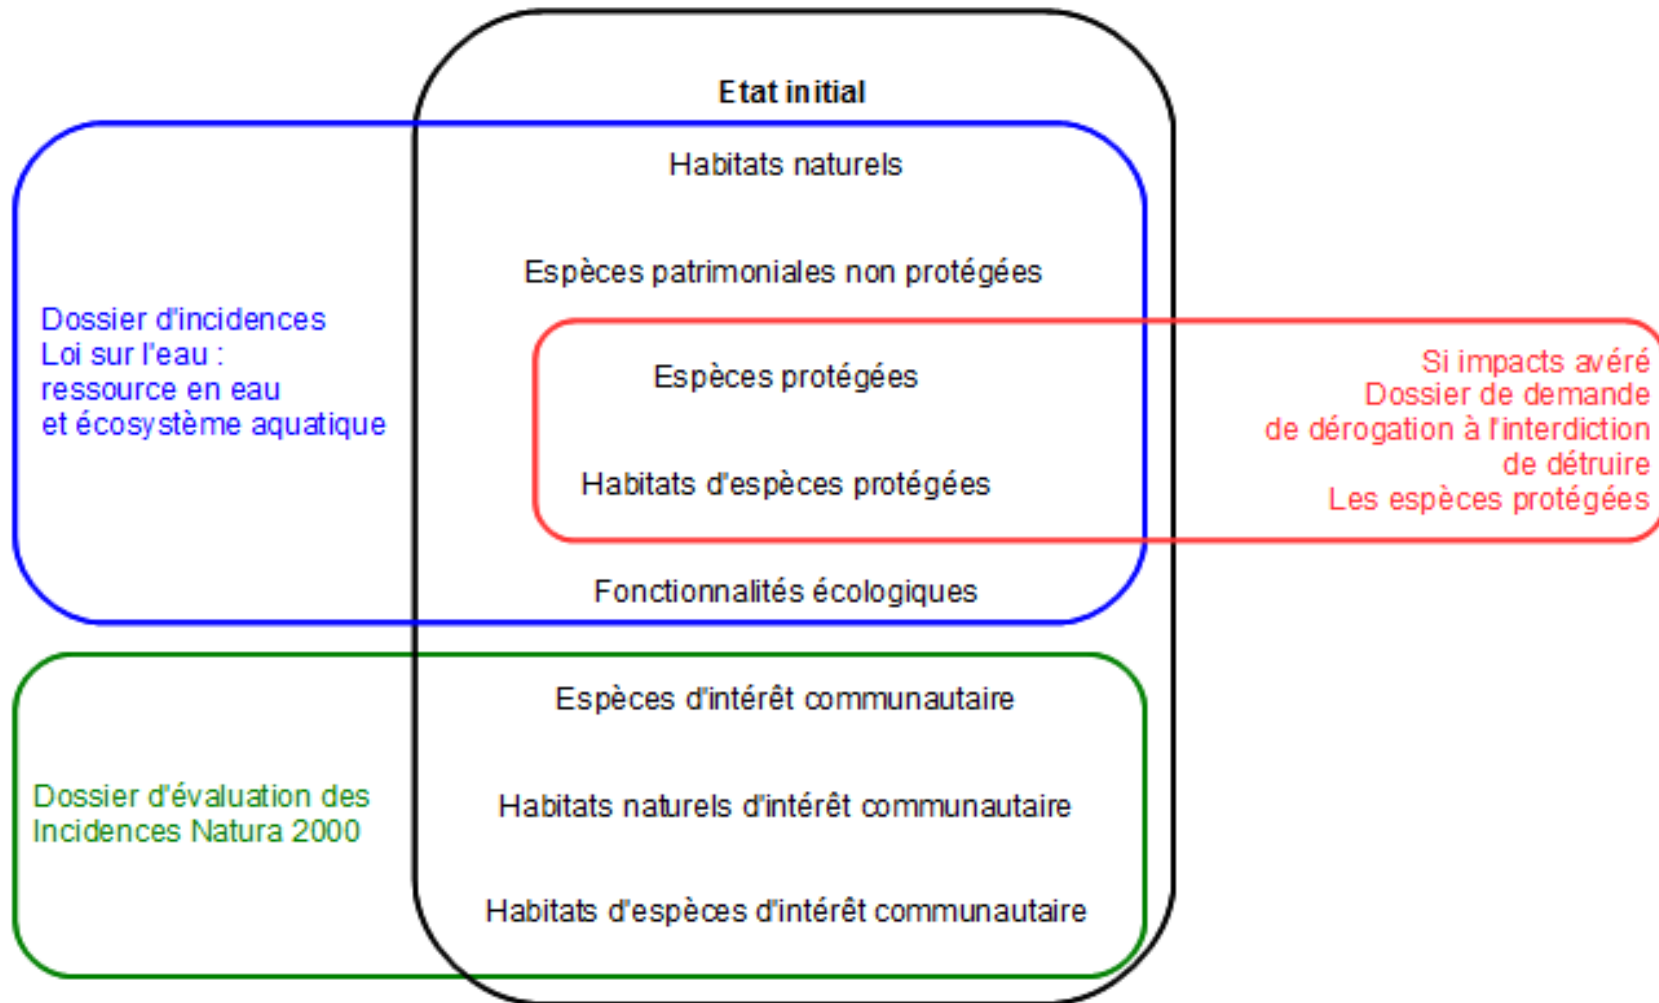 Etat initial
Habitats naturels
Espèces patrimoniales non protégées
Dossier d'incidences
Loi sur l'eau :
ressource en eau
et écosystème aquatique
Espèces protégées
Habitats d'espèces protégées
Si impacts avéré
Dossier de demande
de dérogation à l'interdiction
de détruire
Les espèces protégées
Fonctionnalités écologiques
Espèces d'intérêt communautaire
Dossier d'évaluation des
Incidences Natura 2000
Habitats naturels d'intérêt communautaire
Habitats d'espèces d'intérêt communautaire